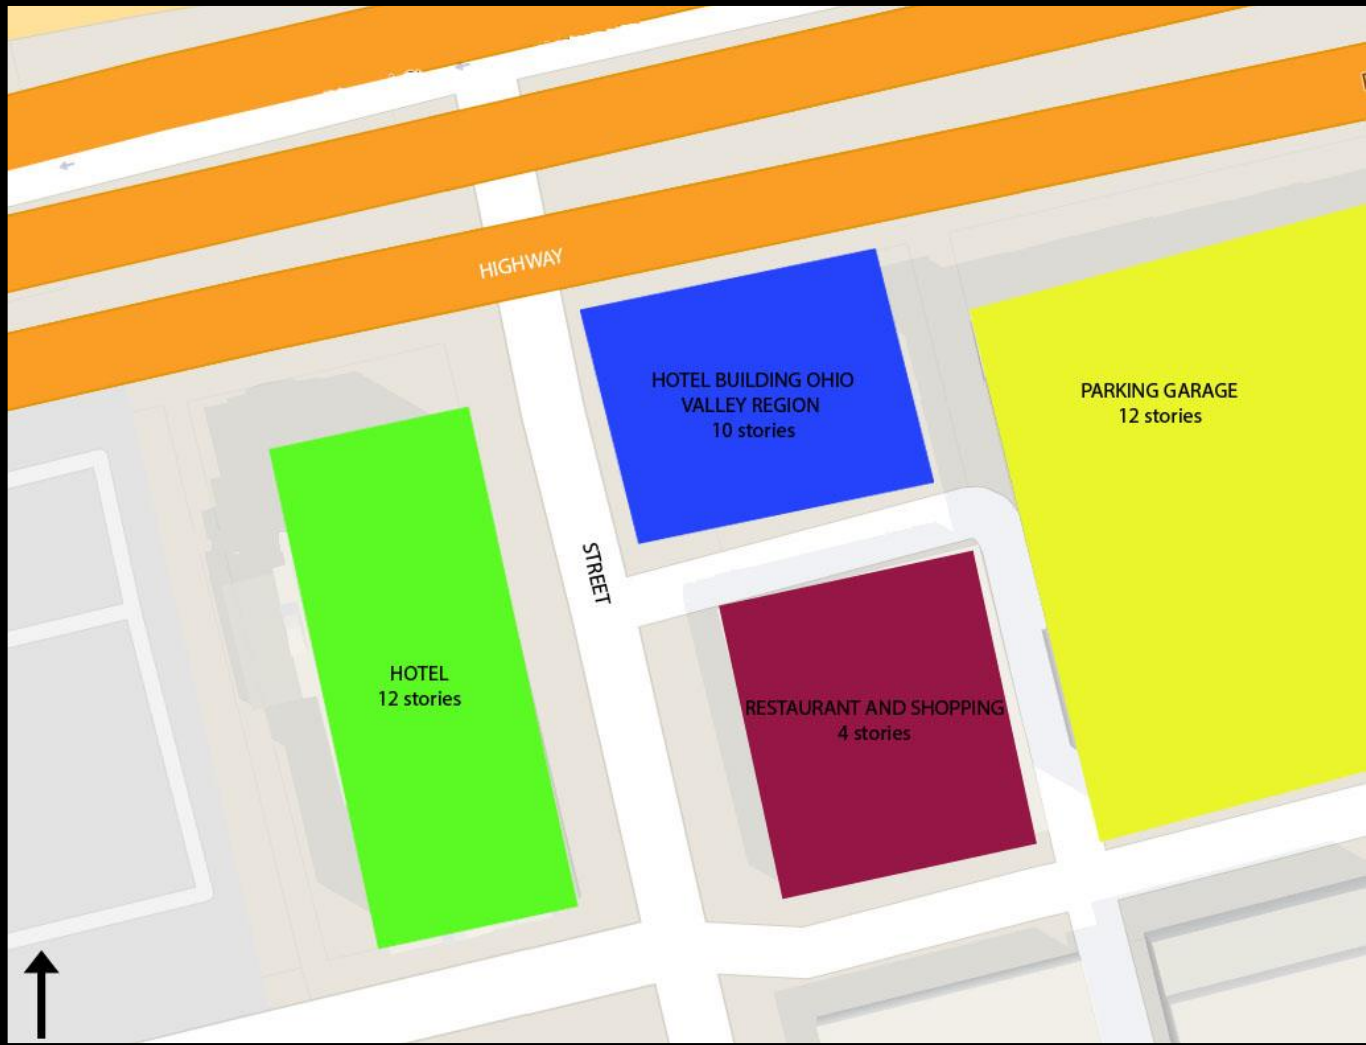 HIGHWAY
HOTEL BUILDING OHIO
VALLEY REGION
10 stories
PARKING GARAGE
12 stories
STREET
HOTEL
12 stories
RESTAURANT AND SHOPPING
4 stories